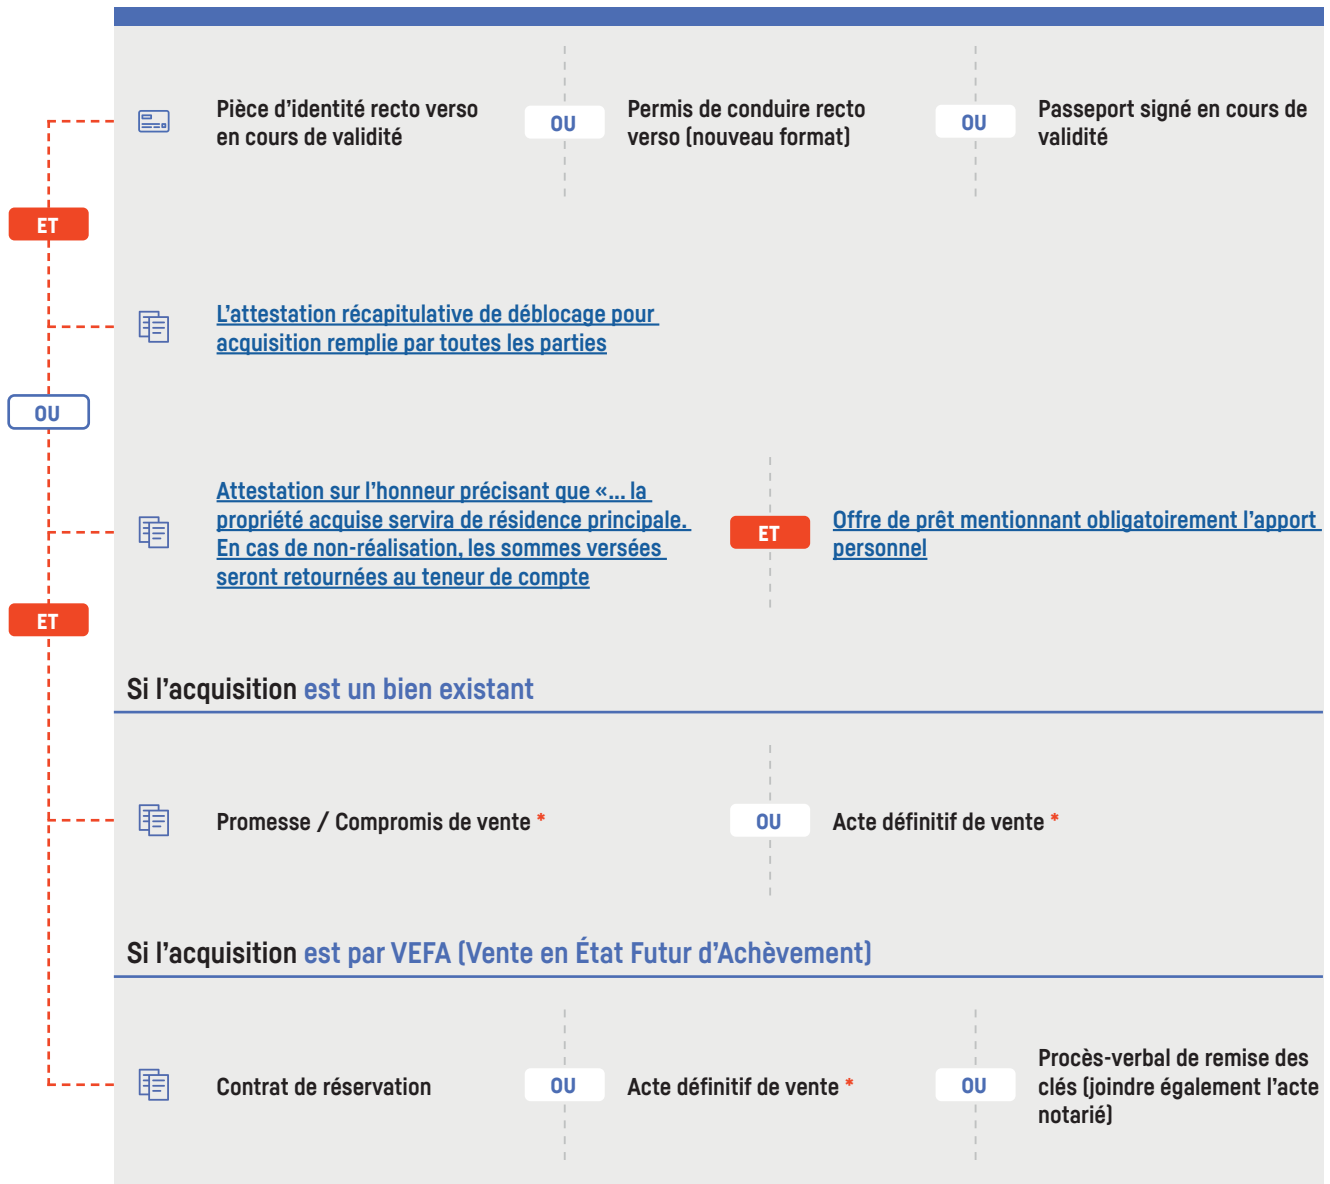 Pièce d'identité recto verso
en cours de validité
OU
Permis de conduire recto
verso (nouveau format)
OU
Passeport signé en cours de
validité
ET
L'attestation récapitulative de déblocage pour
acquisition remplie par toutes les parties
OU
Attestation sur l'honneur précisant que «... la
propriété acquise servira de résidence principale.
En cas de non-réalisation, les sommes versées
seront retournées au teneur de compte
ET
Offre de prêt mentionnant obligatoirement l'apport
personnel
ET
Si l'acquisition est un bien existant
Promesse / Compromis de vente *
OU
Acte définitif de vente *
Si l'acquisition est par VEFA (Vente en État Futur d'Achèvement)
Contrat de réservation
OU
Acte définitif de vente *
OU
Procès-verbal de remise des
clés (joindre également l'acte
notarié)